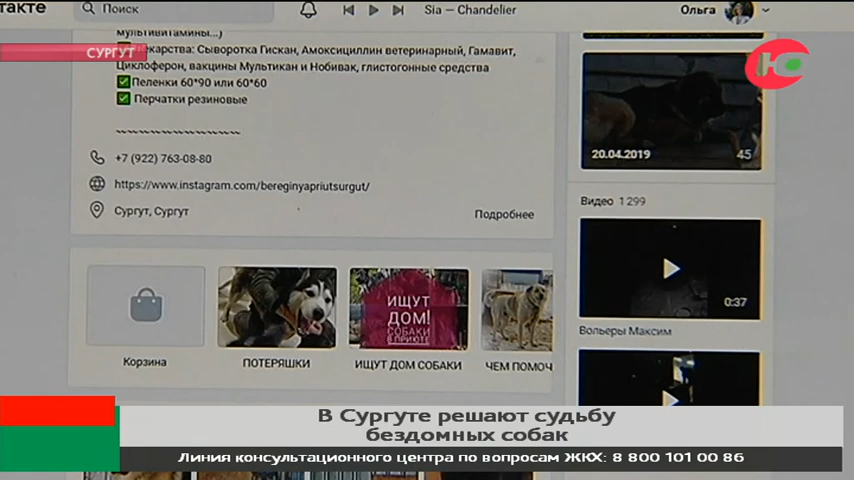 такте
Поиск
Sia — Chandelier
Ольга
мультивитамины...)
СУРГУТ
лекарства: Сыворотка Гискан, Амоксициллин ветеринарный, Гамавит,
Циклоферон, вакцины Мультикан и Нобивак, глистогонные средства
✅Пеленки 60*90 или 60*60
✅ Перчатки резиновые
~~~~~~~~~~~~~~~~~
+7 (922) 763-08-80
https://www.instagram.com/bereginyapriutsurgut/
Сургут, Сургут
Подробнее
Ю
20.04.2019
45
Видео 1 299
0:37
Вольеры Максим
ИЩУТ
ДОМ!
СОБАКИ
В ПРИЮТЕ
Корзина
ПОТЕРЯШКИ
ИЩУТ ДОМ СОБАКИ
ЧЕМ ПОМОЧ
В Сургуте решают судьбу
бездомных собак
Линия консультационного центра по вопросам ЖКХ: 8 800 101 00 86